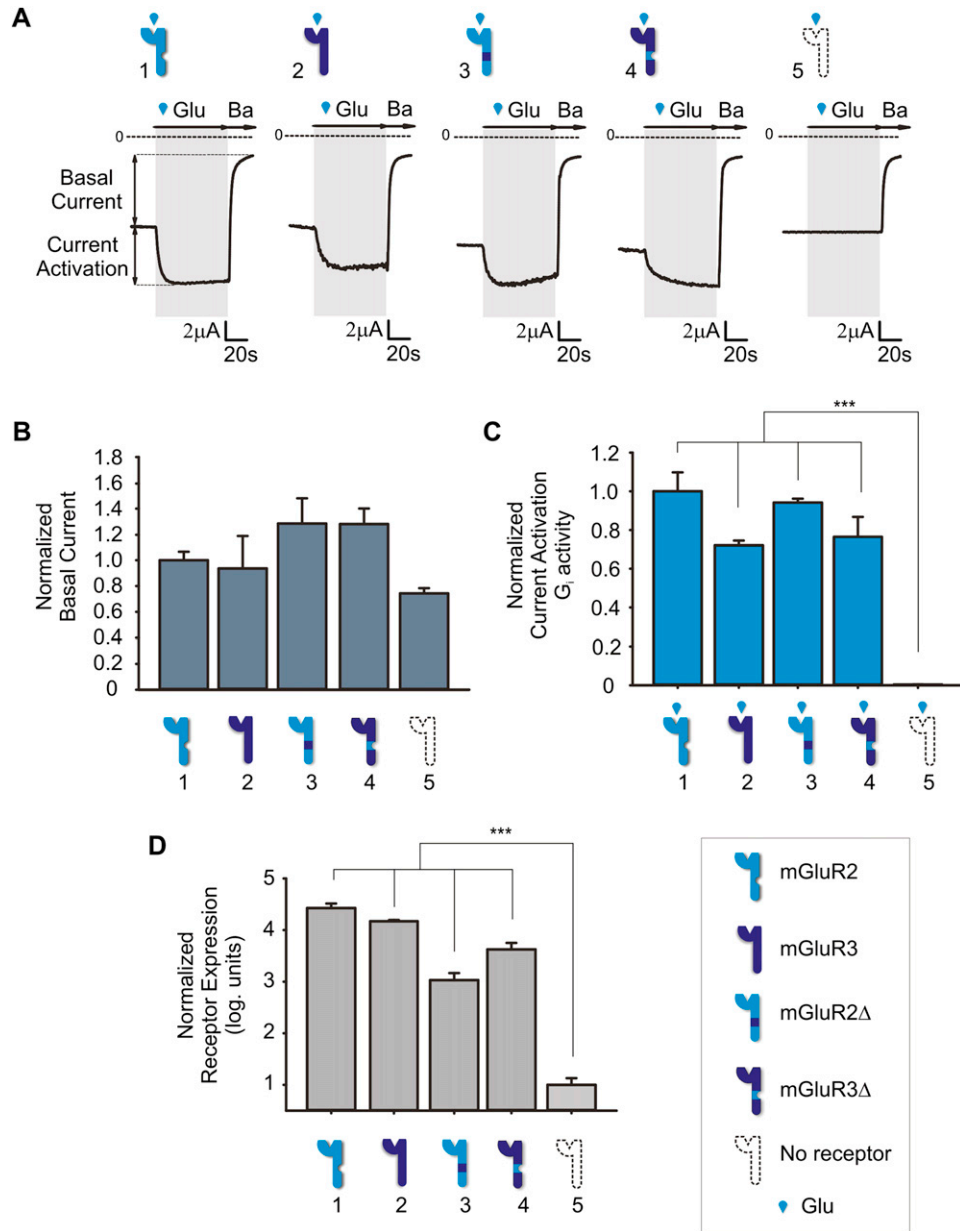 A
1
2
3
4
5
Glu Ba
Glu Ba
Glu Ba
Glu Ba
Glu Ba
0
0
0
0
0
Basal
Current
Current
Activation
2µA
20s
2µA
20s
2µA
20s
2µA
20s
2µA
20s
B
Normalized
Basal Current
1.8
1.6
1.4
1.2
1.0
0.8
0.6
0.4
0.2
0
1
2
3
4
5
C
***
Normalized
Current Activation
Gi activity
1.2
1.0
0.8
0.6
0.4
0.2
0
1
2
3
4
5
D
***
Normalized
Receptor Expression
(log. units)
5
4
3
2
1
1
2
3
4
5
mGluR2
mGluR3
mGluR2Δ
mGluR3Δ
No receptor
Glu